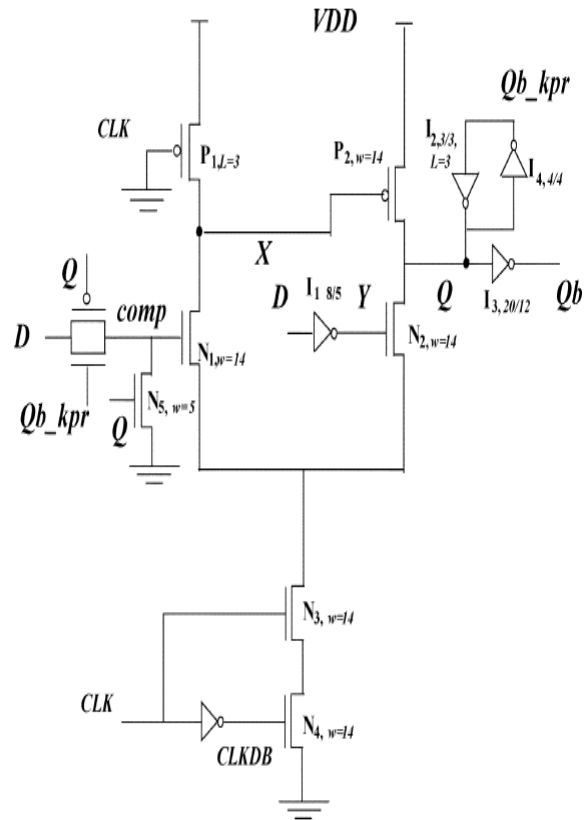 VDD
Qb_kpr
CLK
P1,L=3
P2, w=14
I2,3/3, L=3
I4, 4/4
X
Q
D
comp
N1,w=14
D
I1 8/5
Y
N2, w=14
Q
I3, 20/12
Qb
Qb_kpr
Q
N5, w=5
N3, w=14
CLK
CLKDB
N4, w=14